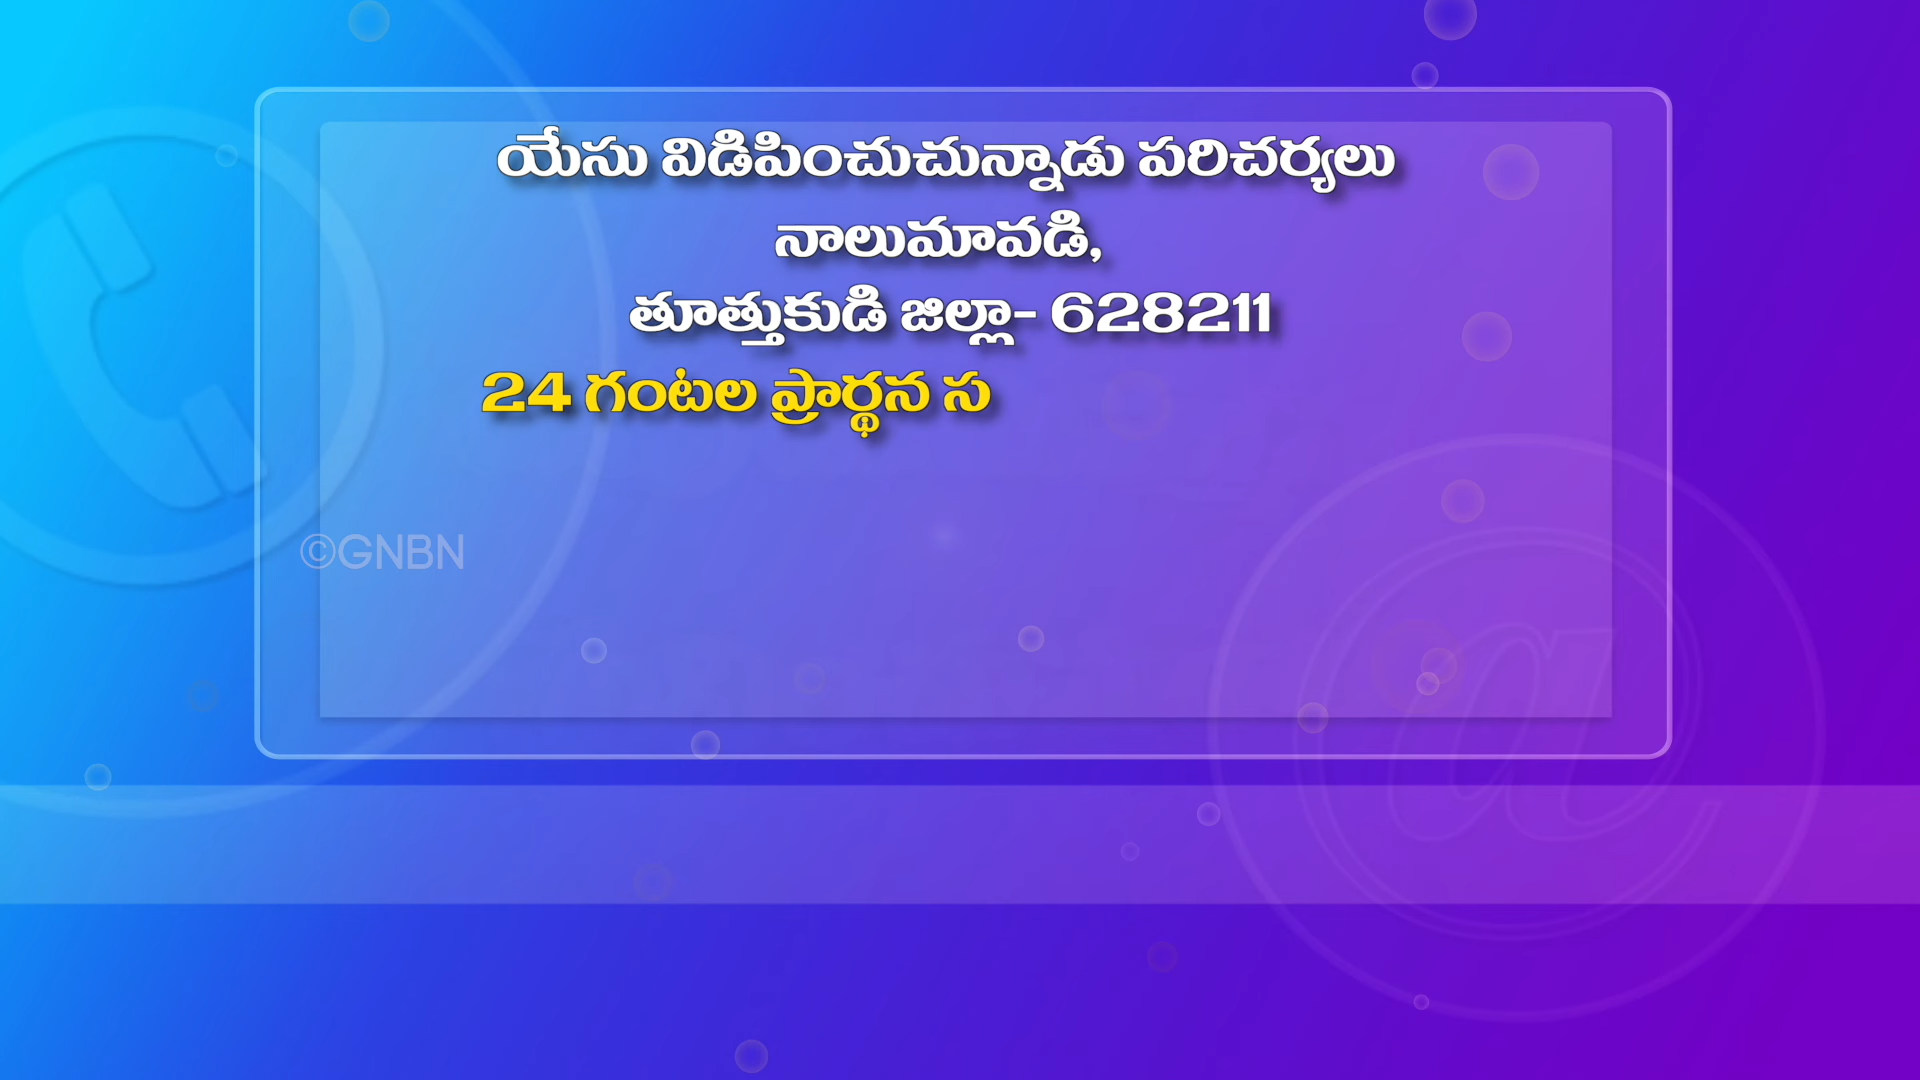 యేసు విడిపించుచున్నాడు పరిచర్యలు
నాలుమావడి,
తూత్తుకుడి జిల్లా- 628211
24 గంటల ప్రార్థన స
©GNBN